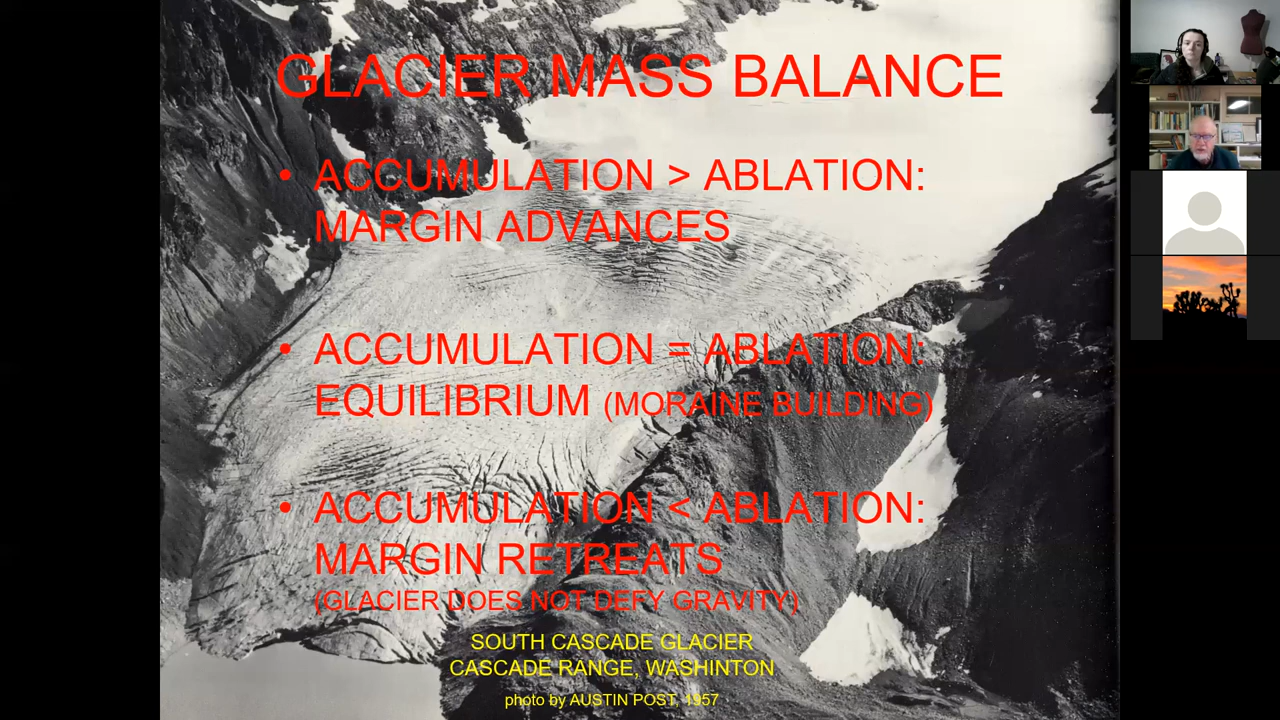 GLACIER MASS BALANCE
• ACCUMULATION > ABLATION:
MARGIN ADVANCES
• ACCUMULATION = ABLATION:
EQUILIBRIUM (MORAINE BUILDING)
• ACCUMULATION < ABLATION:
MARGIN RETREATS
(GLACIER DOES NOT DEFY GRAVITY)
SOUTH CASCADE GLACIER
CASCADE RANGE, WASHINTON
photo by AUSTIN POST, 1957